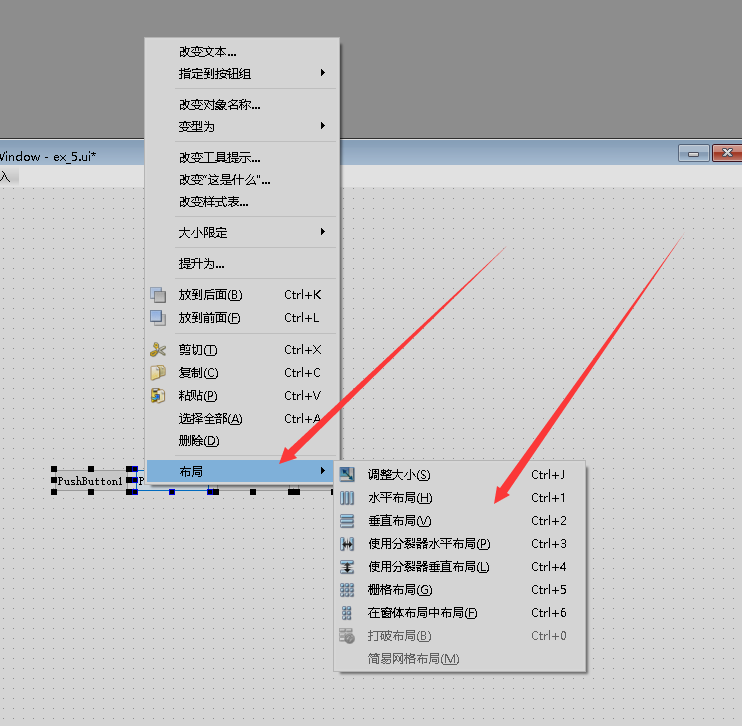 改变文本...
指定到按钮组
改变对象名称...
变型为
Window - ex_5.ui*
改变工具提示...
入
改变“这是什么”...
改变样式表...
大小限定
提升为...
放到后面(B) Ctrl+K
放到前面(F) Ctrl+L
剪切(T) Ctrl+X
复制(C) Ctrl+C
粘贴(P) Ctrl+V
选择全部(A) Ctrl+A
删除(D)
布局
PushButton1 P
调整大小(S) Ctrl+J
水平布局(H) Ctrl+1
垂直布局(V) Ctrl+2
使用分裂器水平布局(P) Ctrl+3
使用分裂器垂直布局(L) Ctrl+4
栅格布局(G) Ctrl+5
在窗体布局中布局(F) Ctrl+6
打破布局(B) Ctrl+0
简易网格布局(M)